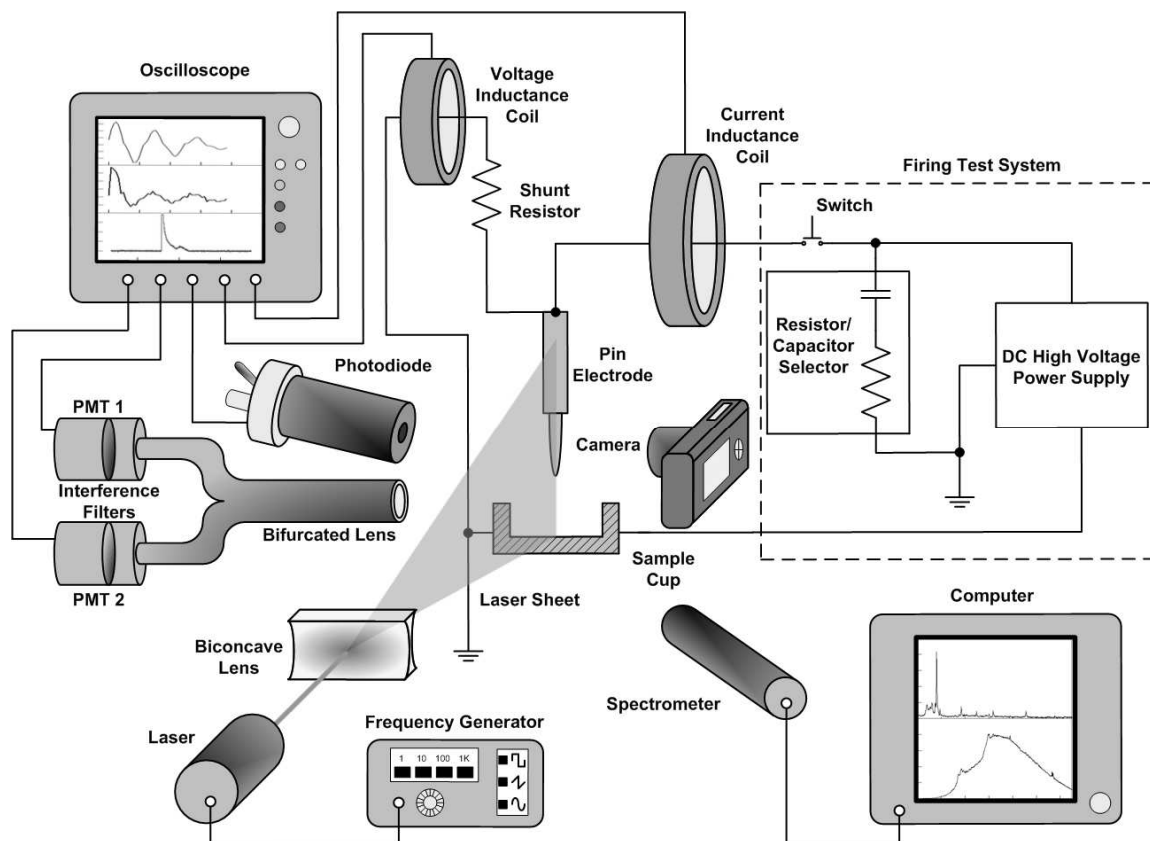 Oscilloscope
Voltage
Inductance
Coil
Current
Inductance
Coil
Firing Test System
Shunt
Resistor
Switch
Resistor/
Capacitor
Selector
DC High Voltage
Power Supply
Photodiode
Pin
Electrode
PMT 1
Camera
Interference
Filters
Bifurcated Lens
PMT 2
Sample
Cup
Laser Sheet
Computer
Biconcave
Lens
Spectrometer
Frequency Generator
Laser
1 10 100 1K